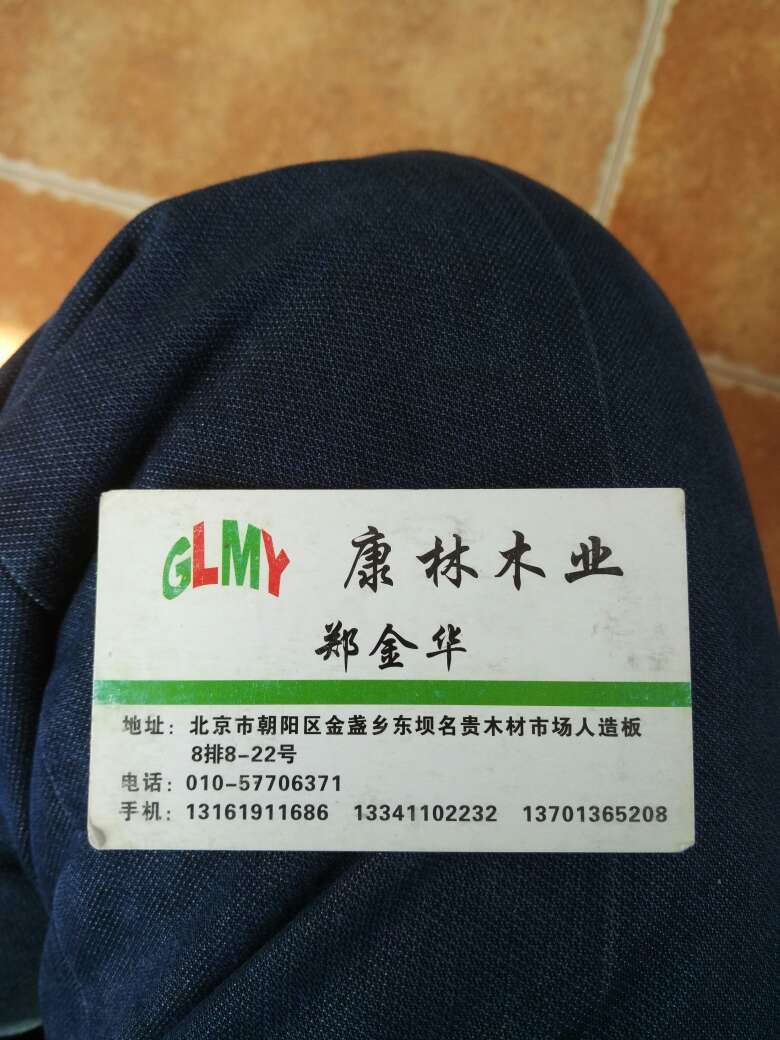 GLMY 康林木业
郑金华
地址：北京市朝阳区金盏乡东坝名贵木材市场人造板
8排8-22号
电话：010-57706371
手机：13161911686 13341102232 13701365208